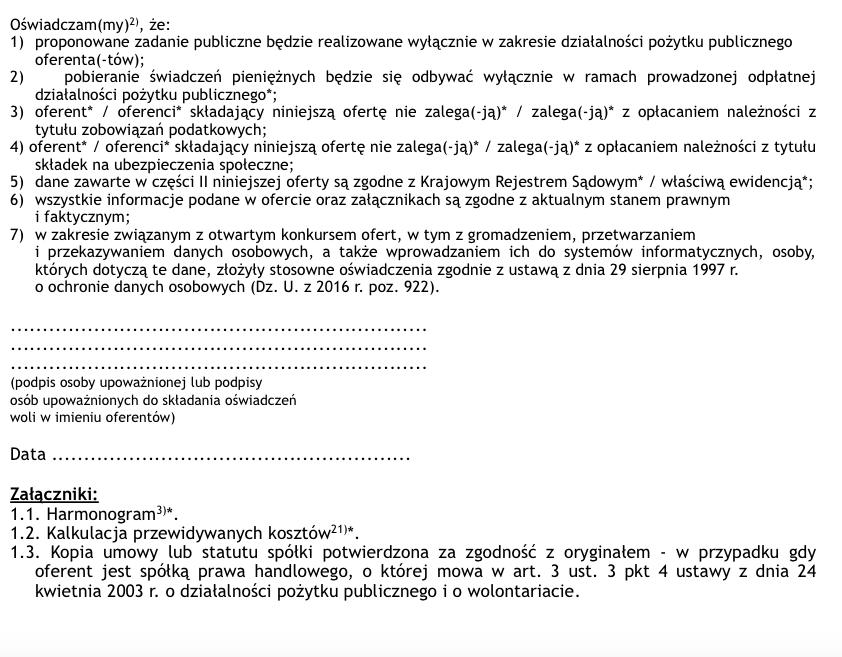 Oświadczam(my)2), że:
1) proponowane zadanie publiczne będzie realizowane wyłącznie w zakresie działalności pożytku publicznego
oferenta(-tów);
2) pobieranie świadczeń pieniężnych będzie się odbywać wyłącznie w ramach prowadzonej odpłatnej
działalności pożytku publicznego*;
3) oferent* / oferenci* składający niniejszą ofertę nie zalega(-ją)* / zalega(-ją)* z opłacaniem należności z
tytułu zobowiązań podatkowych;
4) oferent* / oferenci* składający niniejszą ofertę nie zalega(-ją)* / zalega(-ją)* z opłacaniem należności z tytułu
składek na ubezpieczenia społeczne;
5) dane zawarte w części II niniejszej oferty są zgodne z Krajowym Rejestrem Sądowym* / właściwą ewidencją*;
6) wszystkie informacje podane w ofercie oraz załącznikach są zgodne z aktualnym stanem prawnym
i faktycznym;
7) w zakresie związanym z otwartym konkursem ofert, w tym z gromadzeniem, przetwarzaniem
i przekazywaniem danych osobowych, a także wprowadzaniem ich do systemów informatycznych, osoby,
których dotyczą te dane, złożyły stosowne oświadczenia zgodnie z ustawą z dnia 29 sierpnia 1997 r.
o ochronie danych osobowych (Dz. U. z 2016 r. poz. 922).
.................................................................
.................................................................
.................................................................
(podpis osoby upoważnionej lub podpisy
osób upoważnionych do składania oświadczeń
woli w imieniu oferentów)
Data ........................................................
Załączniki:
1.1. Harmonogram3)*.
1.2. Kalkulacja przewidywanych kosztów21)*.
1.3. Kopia umowy lub statutu spółki potwierdzona za zgodność z oryginałem - w przypadku gdy
oferent jest spółką prawa handlowego, o której mowa w art. 3 ust. 3 pkt 4 ustawy z dnia 24
kwietnia 2003 r. o działalności pożytku publicznego i o wolontariacie.